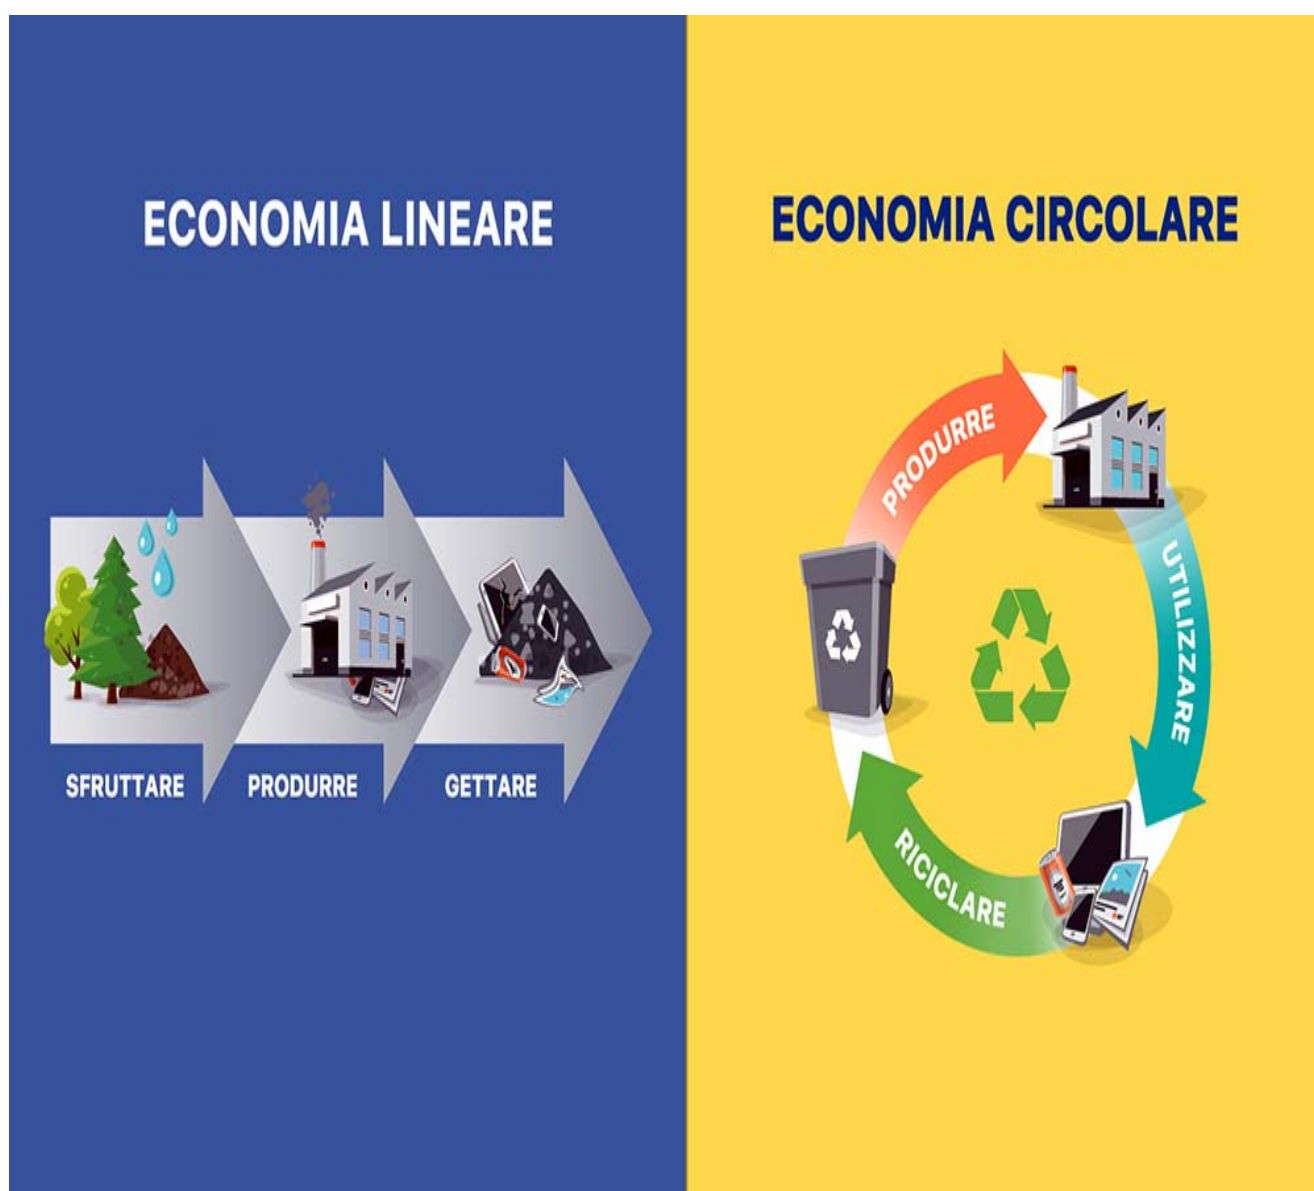 ECONOMIA LINEARE
SFRUTTARE
PRODURRE
GETTARE
ECONOMIA CIRCOLARE
PRODURRE
UTILIZZARE
RICICLARE